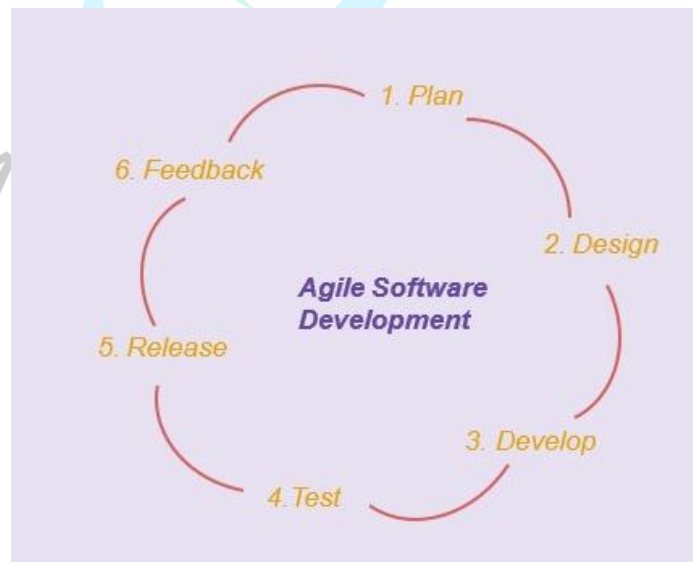 1. Plan
2. Design
3. Develop
4. Test
5. Release
6. Feedback
Agile Software
Development